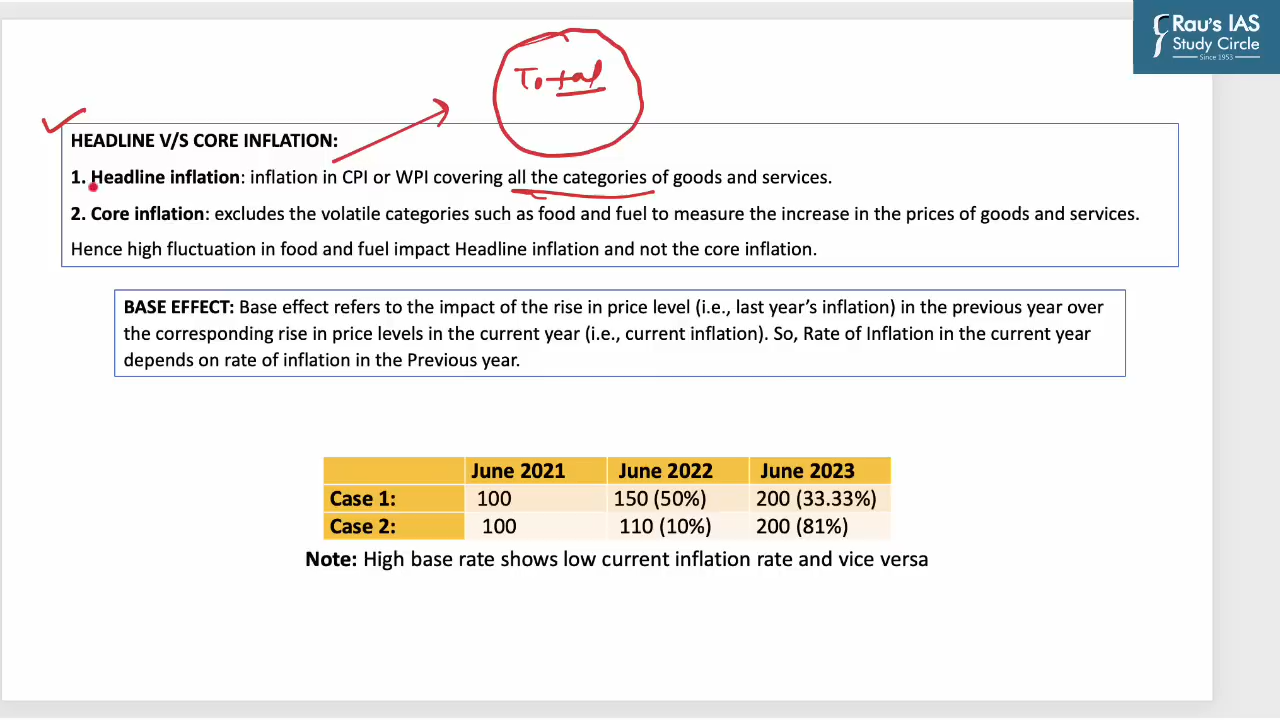 Rau's IAS
Study Circle
Since 1953
Total
HEADLINE V/S CORE INFLATION:
1. Headline inflation: inflation in CPI or WPI covering all the categories of goods and services.
2. Core inflation: excludes the volatile categories such as food and fuel to measure the increase in the prices of goods and services.
Hence high fluctuation in food and fuel impact Headline inflation and not the core inflation.
BASE EFFECT: Base effect refers to the impact of the rise in price level (i.e., last year's inflation) in the previous year over
the corresponding rise in price levels in the current year (i.e., current inflation). So, Rate of Inflation in the current year
depends on rate of inflation in the Previous year.
June 2021 June 2022 June 2023
Case 1: 100 150 (50%) 200 (33.33%)
Case 2: 100 110 (10%) 200 (81%)
Note: High base rate shows low current inflation rate and vice versa